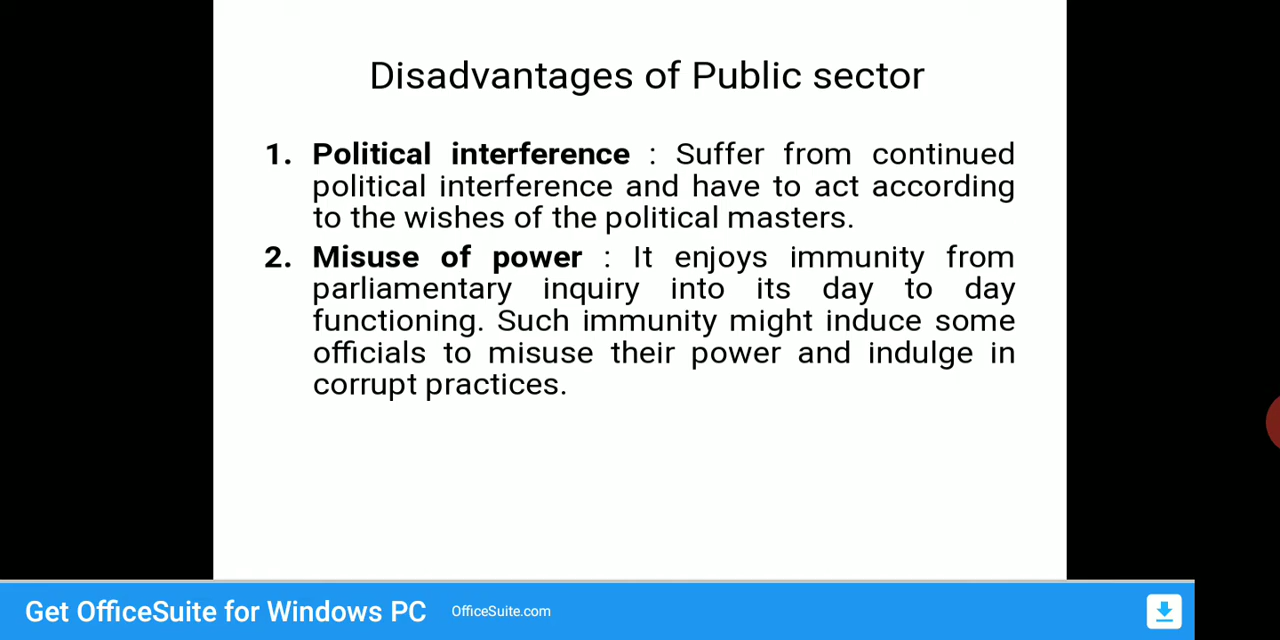 Disadvantages of Public sector
1. Political interference : Suffer from continued
political interference and have to act according
to the wishes of the political masters.
2. Misuse of power : It enjoys immunity from
parliamentary inquiry into its day to day
functioning. Such immunity might induce some
officials to misuse their power and indulge in
corrupt practices.
Get OfficeSuite for Windows PC OfficeSuite.com